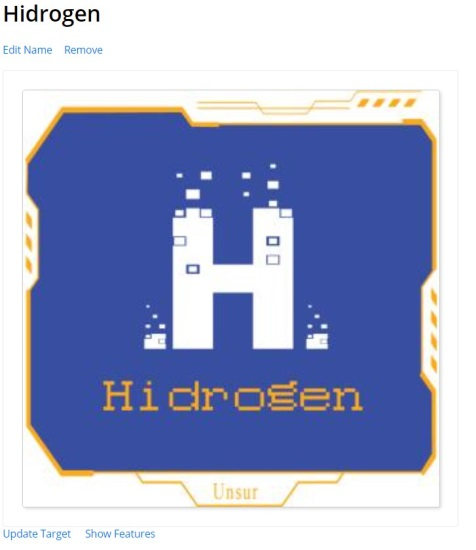 Hidrogen
Edit Name Remove
H
Hidrogen
Unsur
Update Target Show Features